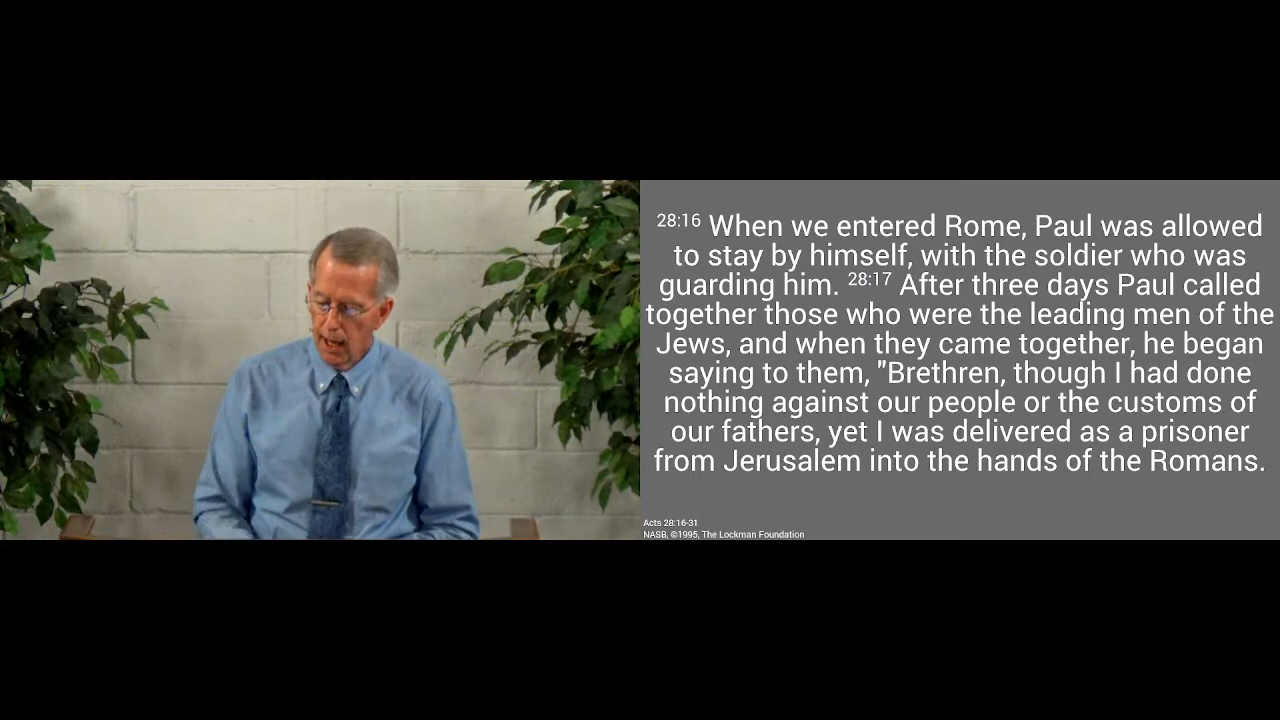 28:16 When we entered Rome, Paul was allowed
to stay by himself, with the soldier who was
guarding him. 28:17 After three days Paul called
together those who were the leading men of the
Jews, and when they came together, he began
saying to them, "Brethren, though I had done
nothing against our people or the customs of
our fathers, yet I was delivered as a prisoner
from Jerusalem into the hands of the Romans.
Acts 28:16-31
NASB, ©1995, The Lockman Foundation